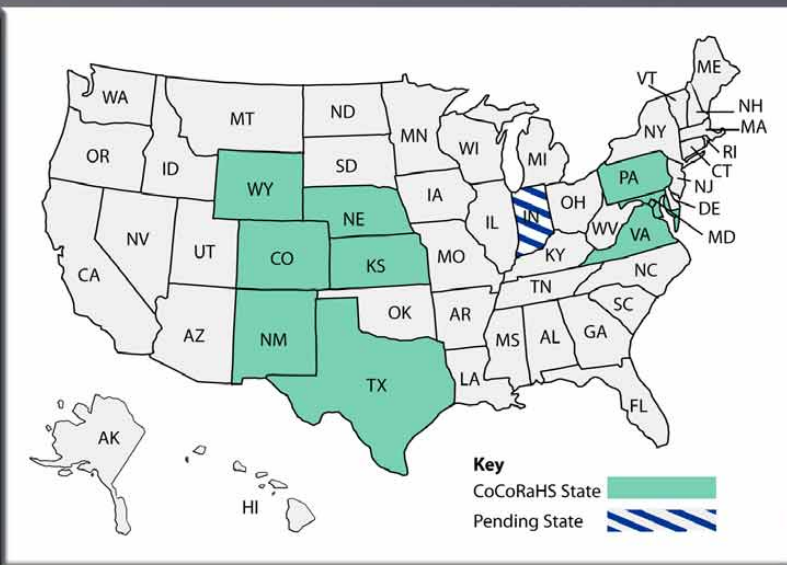 ME
VT
NH
WA
MA
MT
ND
MN
NY
OR
WI
RI
ID
SD
MI
CT
WY
PA
NJ
IA
NE
OH
DE
NV
IL
IN
WV
VA
MD
UT
CO
KS
MO
KY
CA
NC
TN
OK
AR
SC
AZ
NM
MS
AL
GA
TX
LA
FL
AK
HI
Key
CoCoRaHS State
Pending State